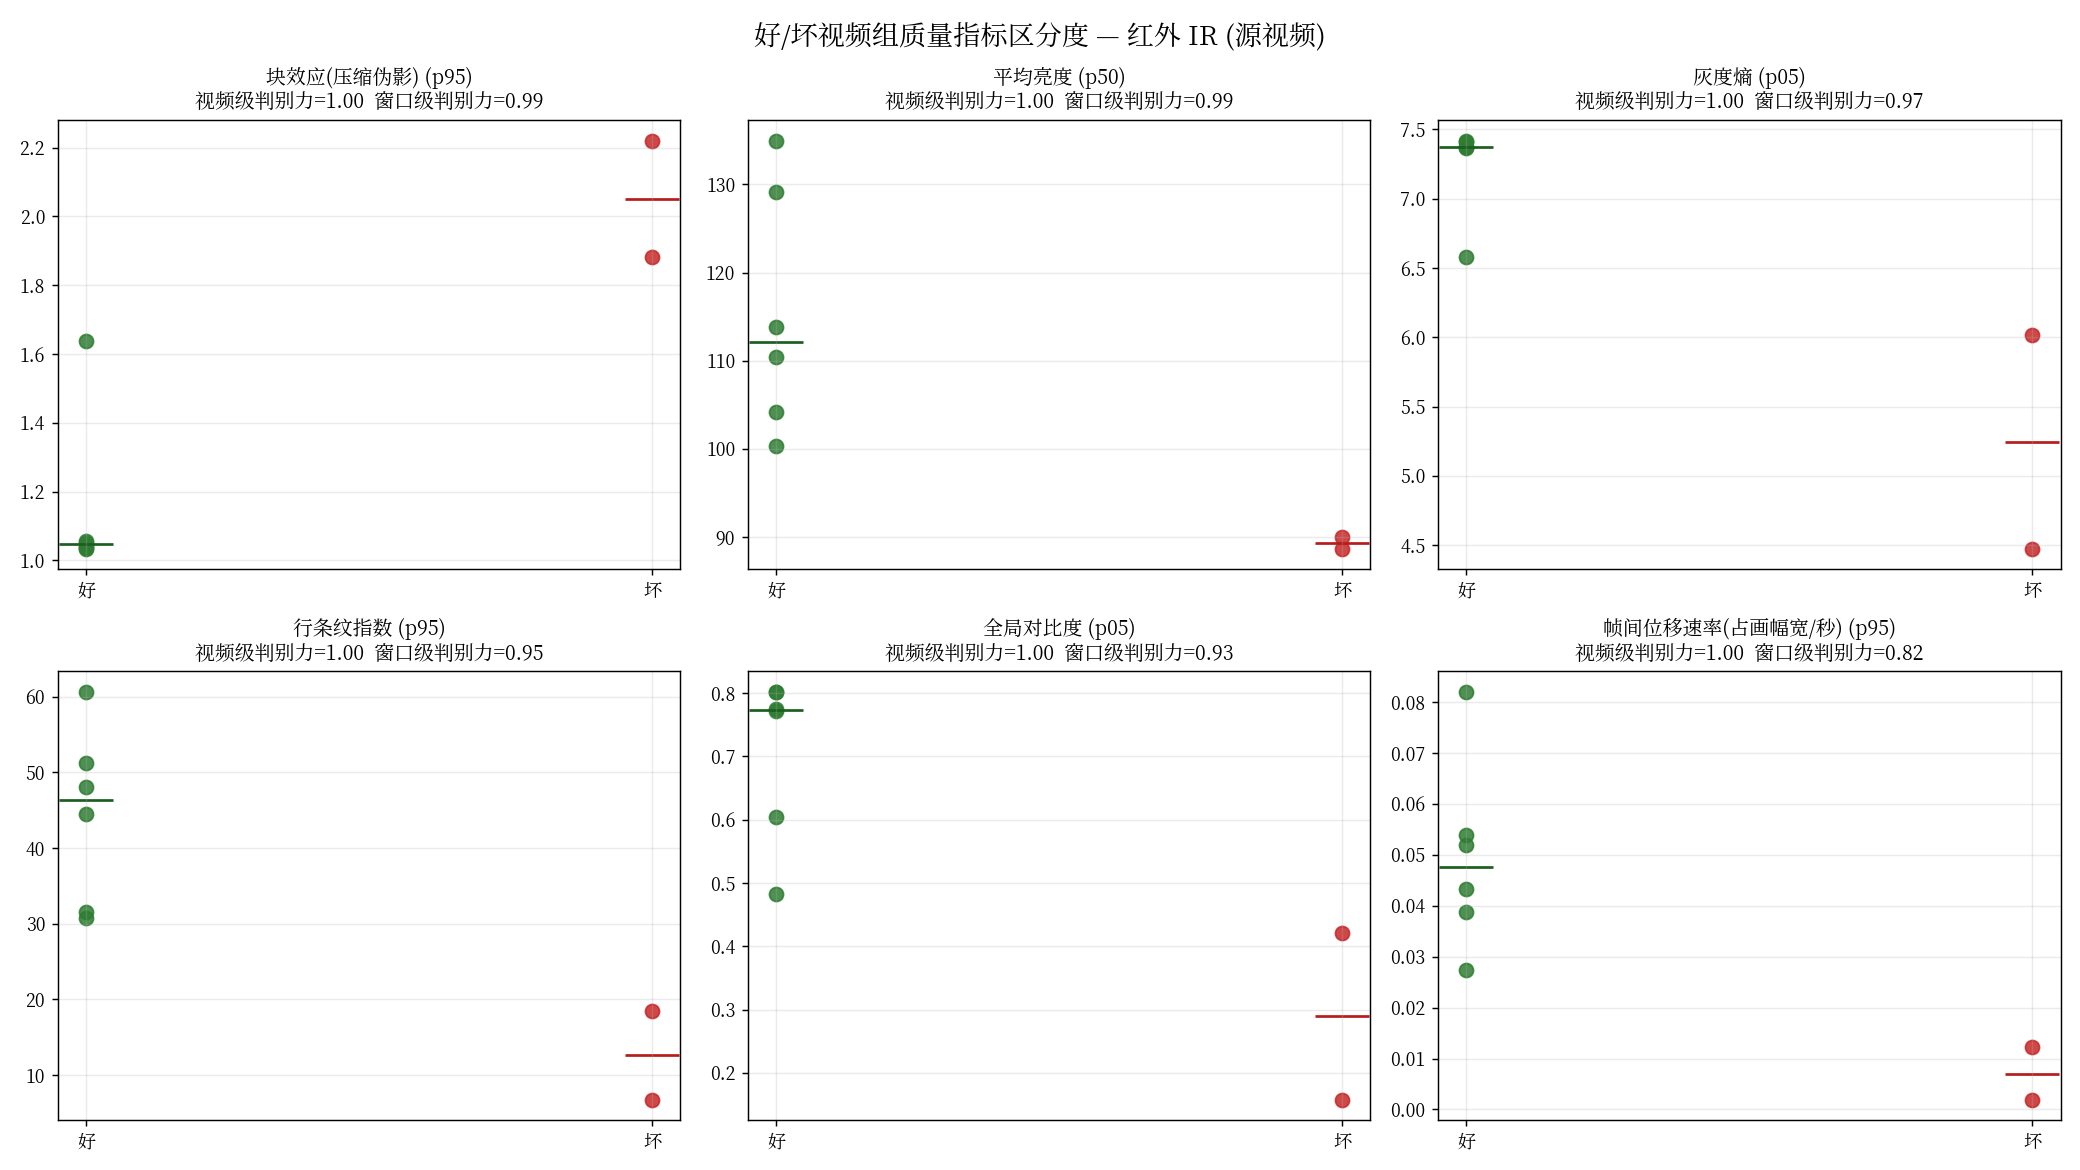 好/坏视频组质量指标区分度 — 红外 IR (源视频)
块效应(压缩伪影) (p95)
视频级判别力=1.00 窗口级判别力=0.99
2.2
2.0
1.8
1.6
1.4
1.2
1.0
好
坏
平均亮度 (p50)
视频级判别力=1.00 窗口级判别力=0.99
130
120
110
100
90
好
坏
灰度熵 (p05)
视频级判别力=1.00 窗口级判别力=0.97
7.5
7.0
6.5
6.0
5.5
5.0
4.5
好
坏
行条纹指数 (p95)
视频级判别力=1.00 窗口级判别力=0.95
60
50
40
30
20
10
好
坏
全局对比度 (p05)
视频级判别力=1.00 窗口级判别力=0.93
0.8
0.7
0.6
0.5
0.4
0.3
0.2
好
坏
帧间位移速率(占画幅宽/秒) (p95)
视频级判别力=1.00 窗口级判别力=0.82
0.08
0.07
0.06
0.05
0.04
0.03
0.02
0.01
0.00
好
坏